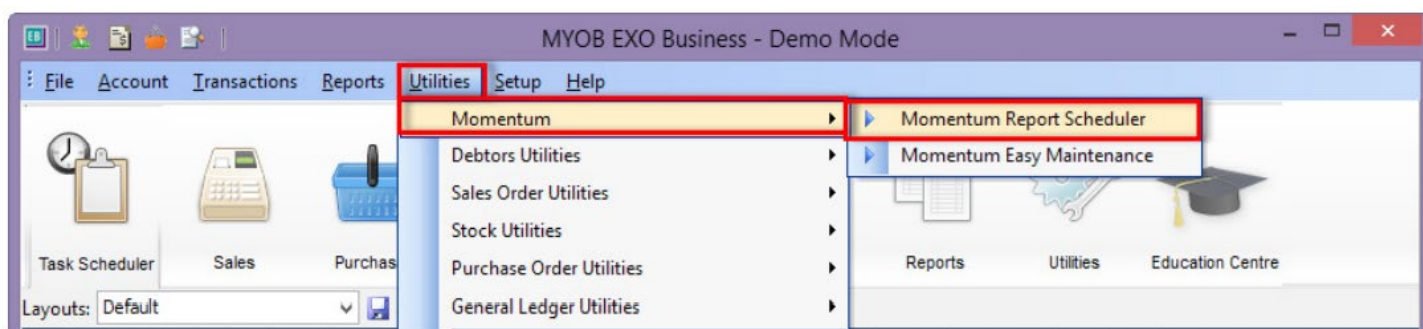 EB MYOB EXO Business - Demo Mode
File Account Transactions Reports Utilities Setup Help
Momentum Momentum Report Scheduler
Debtors Utilities Momentum Easy Maintenance
Sales Order Utilities
Stock Utilities
Task Scheduler Sales Purchas Purchase Order Utilities Reports Utilities Education Centre
Layouts: Default General Ledger Utilities